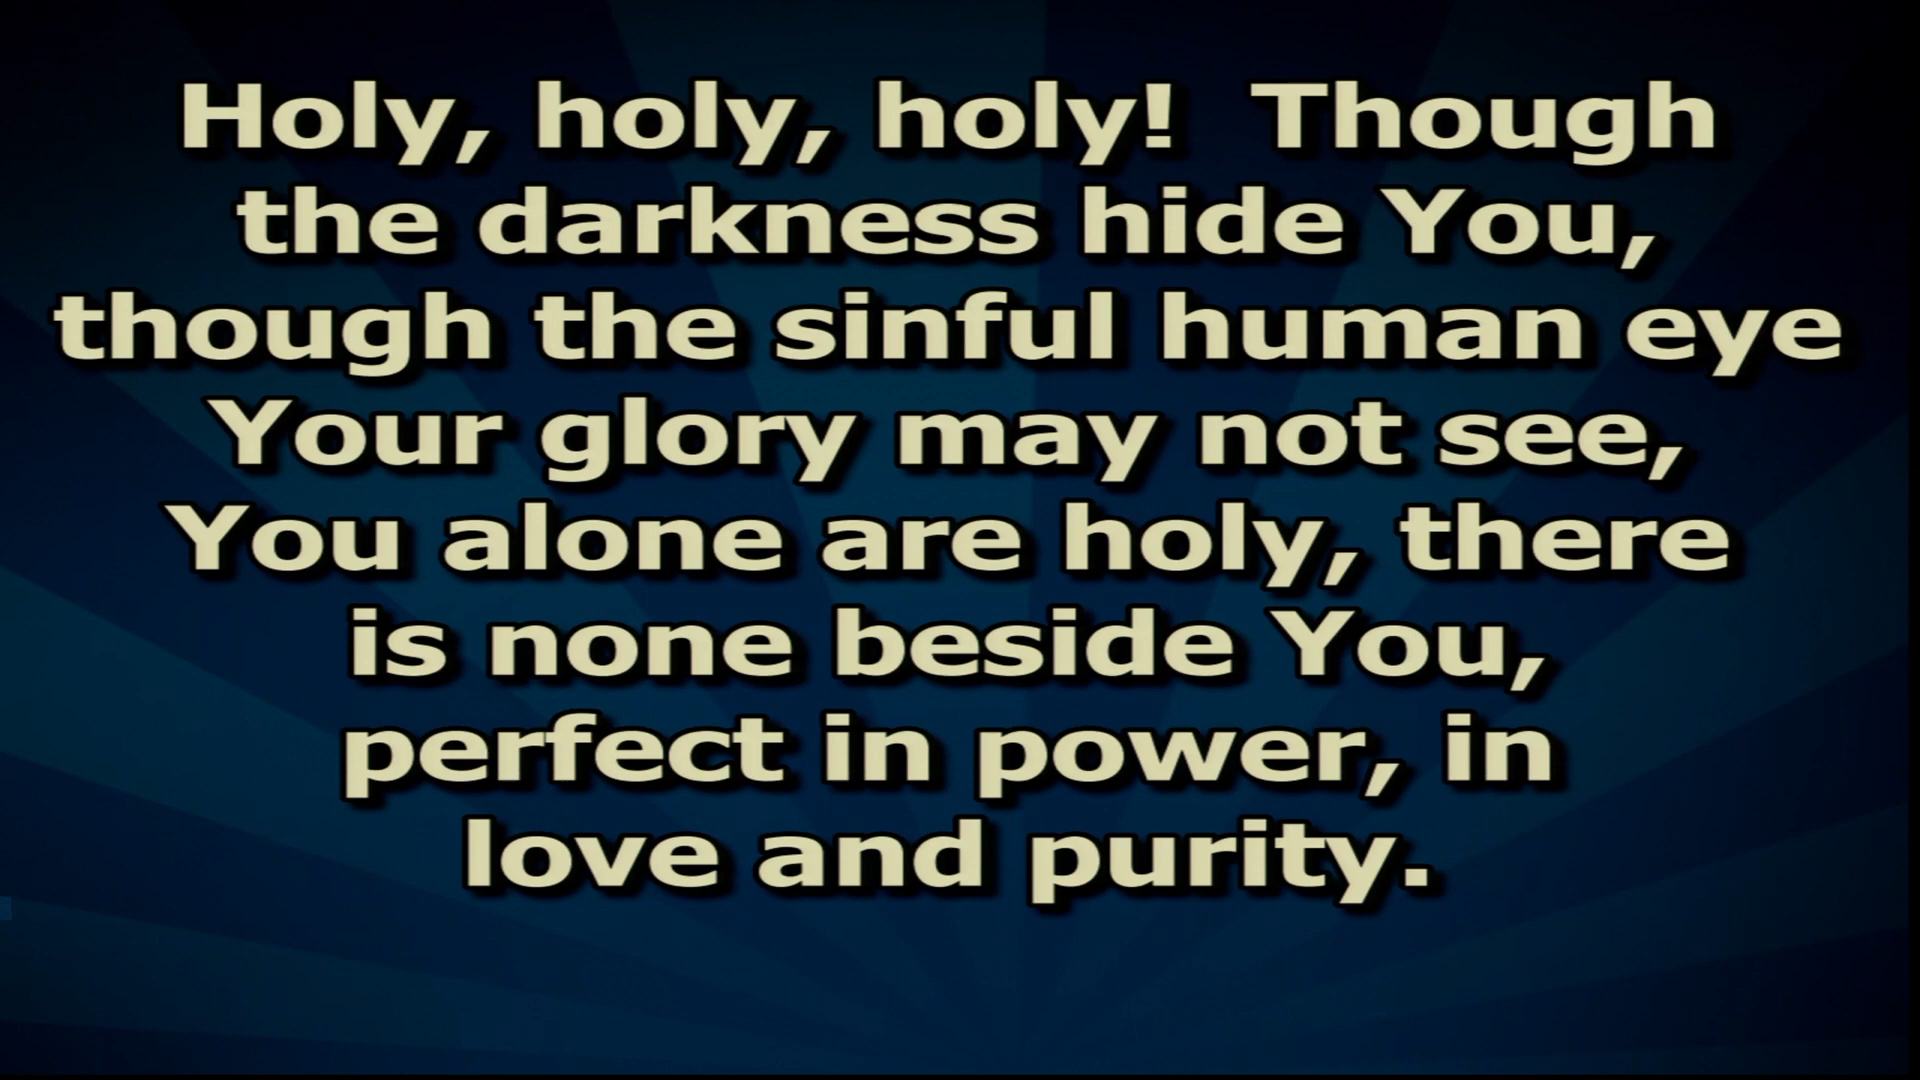 Holy, holy, holy!  Though
the darkness hide You,
though the sinful human eye
Your glory may not see,
You alone are holy, there
is none beside You,
perfect in power, in
love and purity.